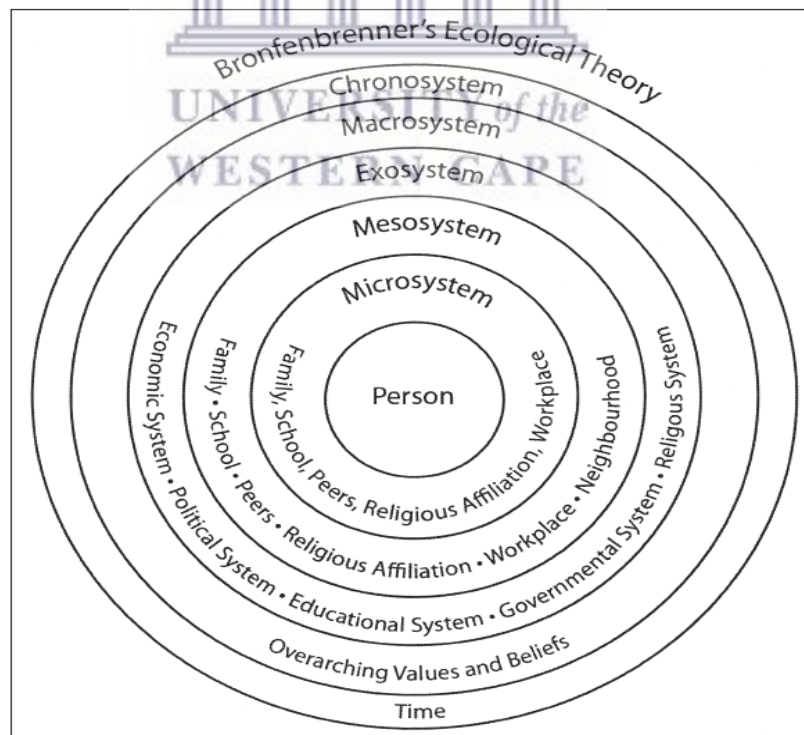 Bronfenbrenner's Ecological Theory
Chronosystem
UNIVERSITY of the
Macrosystem
WESTERN CAPE
Exosystem
Mesosystem
Microsystem
Person
Family, School, Peers, Religious Affiliation, Workplace
Family • School • Peers • Religious Affiliation • Workplace • Neighbourhood
Economic System • Political System • Educational System • Governmental System • Religous System
Overarching Values and Beliefs
Time